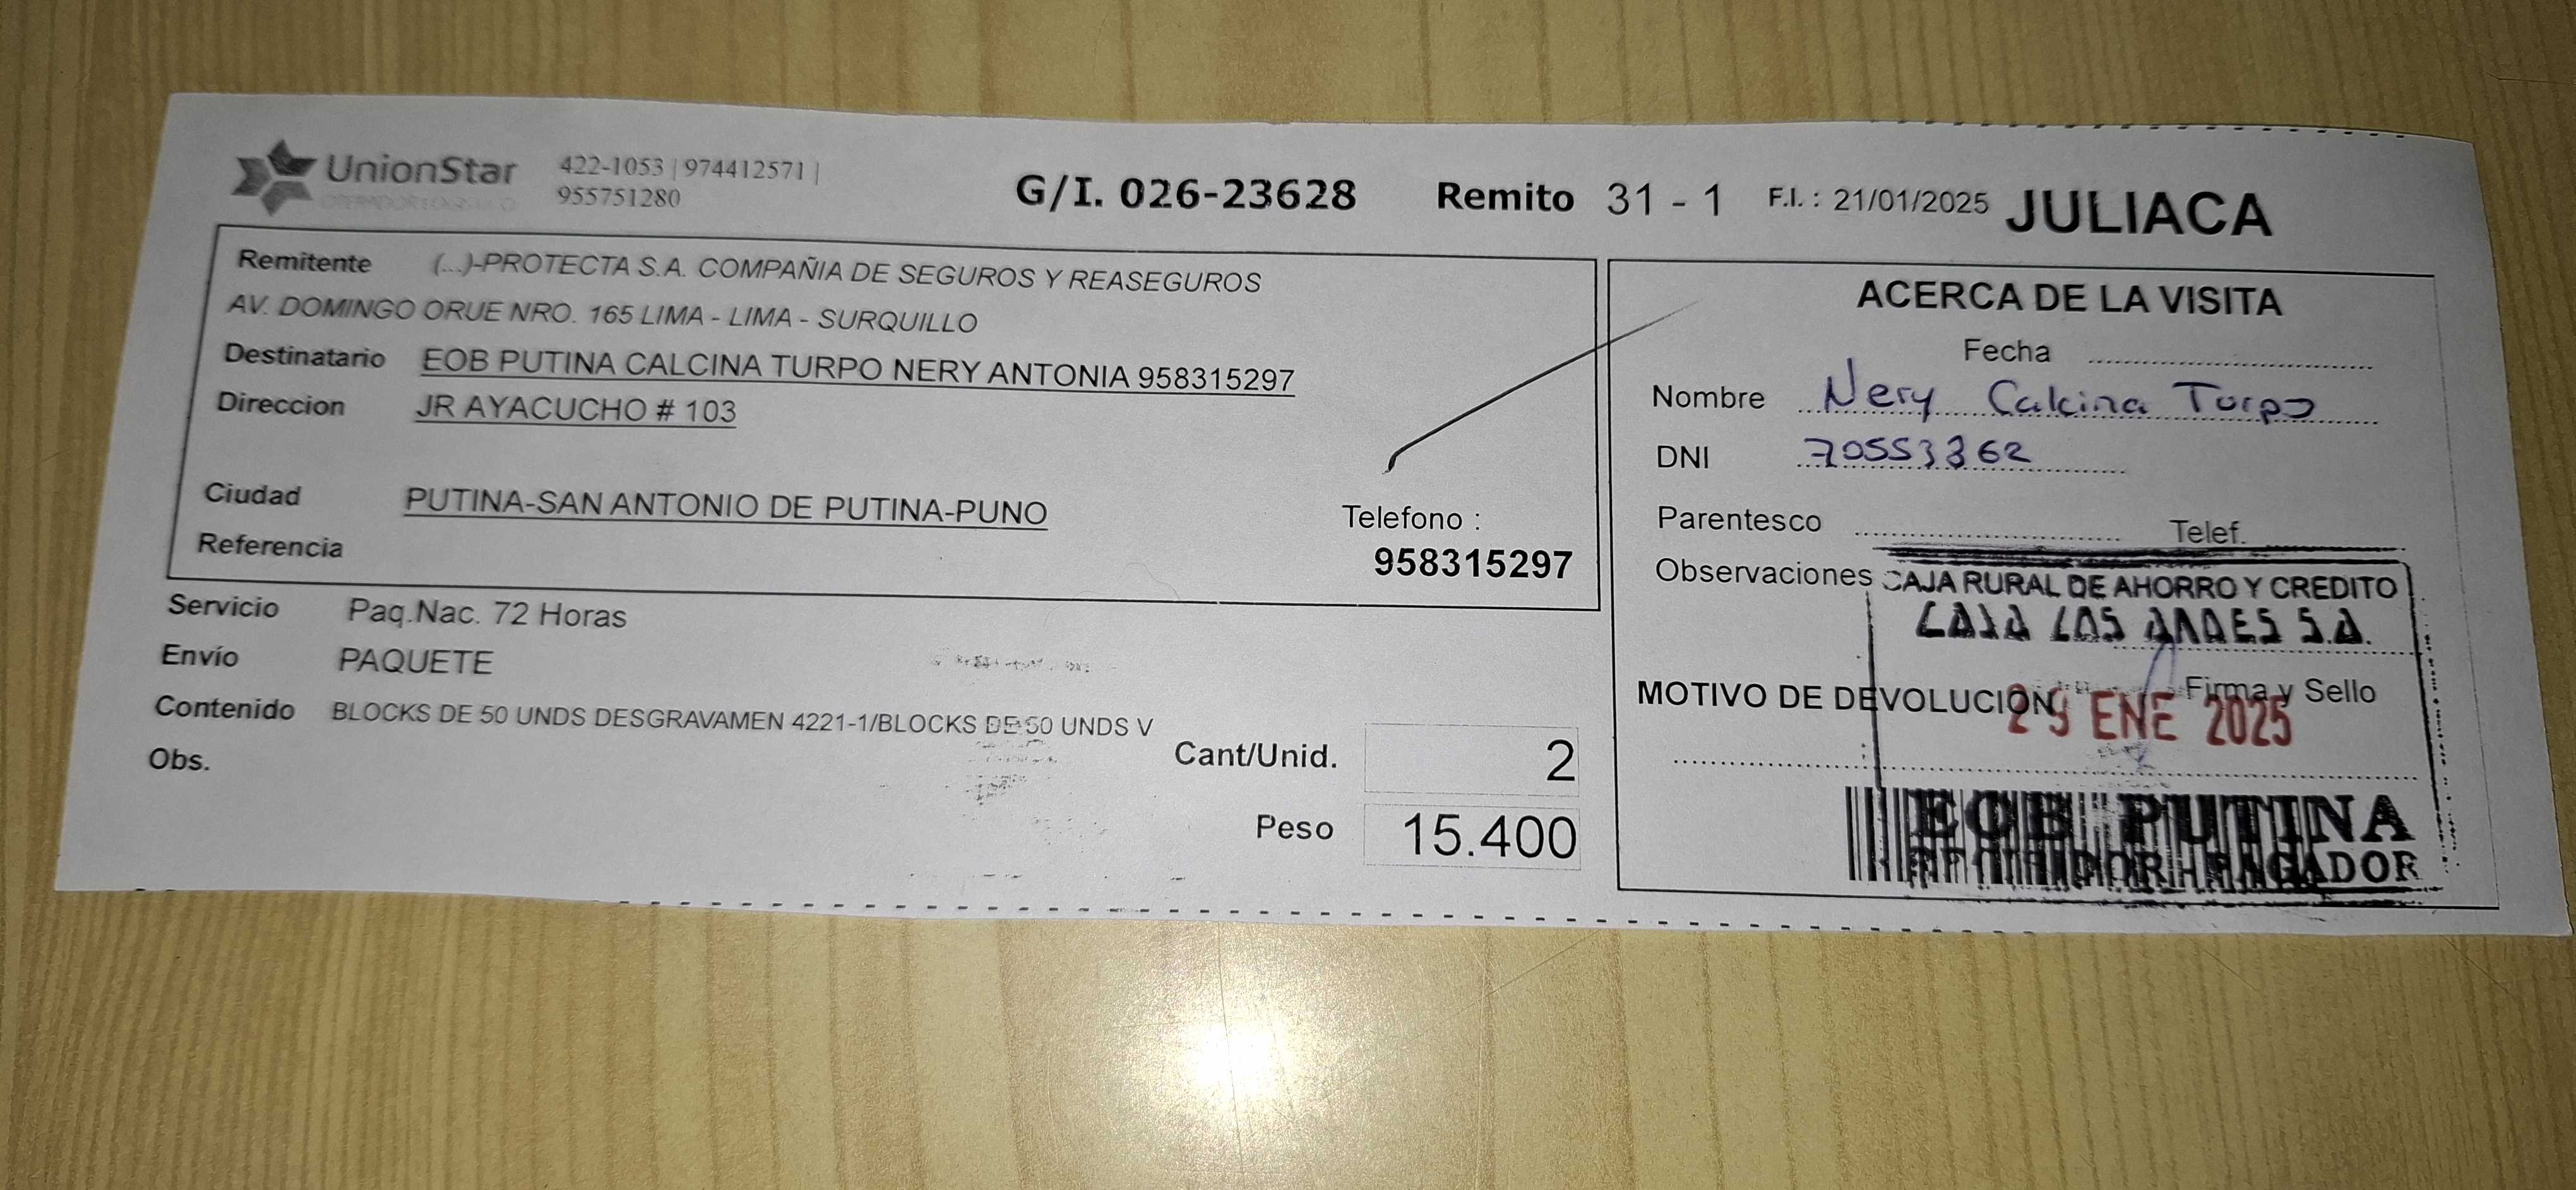 UnionStar
422-1053 | 974412571 |
955751280
G/I. 026-23628 Remito 31 - 1 F.I. : 21/01/2025 JULIACA
Remitente (...)-PROTECTA S.A. COMPAÑIA DE SEGUROS Y REASEGUROS
AV. DOMINGO ORUE NRO. 165 LIMA - LIMA - SURQUILLO
Destinatario EOB PUTINA CALCINA TURPO NERY ANTONIA 958315297
Direccion JR AYACUCHO # 103
Ciudad PUTINA-SAN ANTONIO DE PUTINA-PUNO
Telefono :
Referencia
958315297
Servicio Paq.Nac. 72 Horas
Envío PAQUETE
Contenido BLOCKS DE 50 UNDS DESGRAVAMEN 4221-1/BLOCKS DE 50 UNDS V
Obs.
Cant/Unid. 2
Peso 15.400
ACERCA DE LA VISITA
Fecha
Nombre Nery Calcina Turpo
DNI 70553362
Parentesco Telef.
Observaciones
CAJA RURAL DE AHORRO Y CREDITO
CAJA LOS ANDES S.A.
MOTIVO DE DEVOLUCION Firma y Sello
29 ENE 2025
EOB PUTINA
PAGADOR